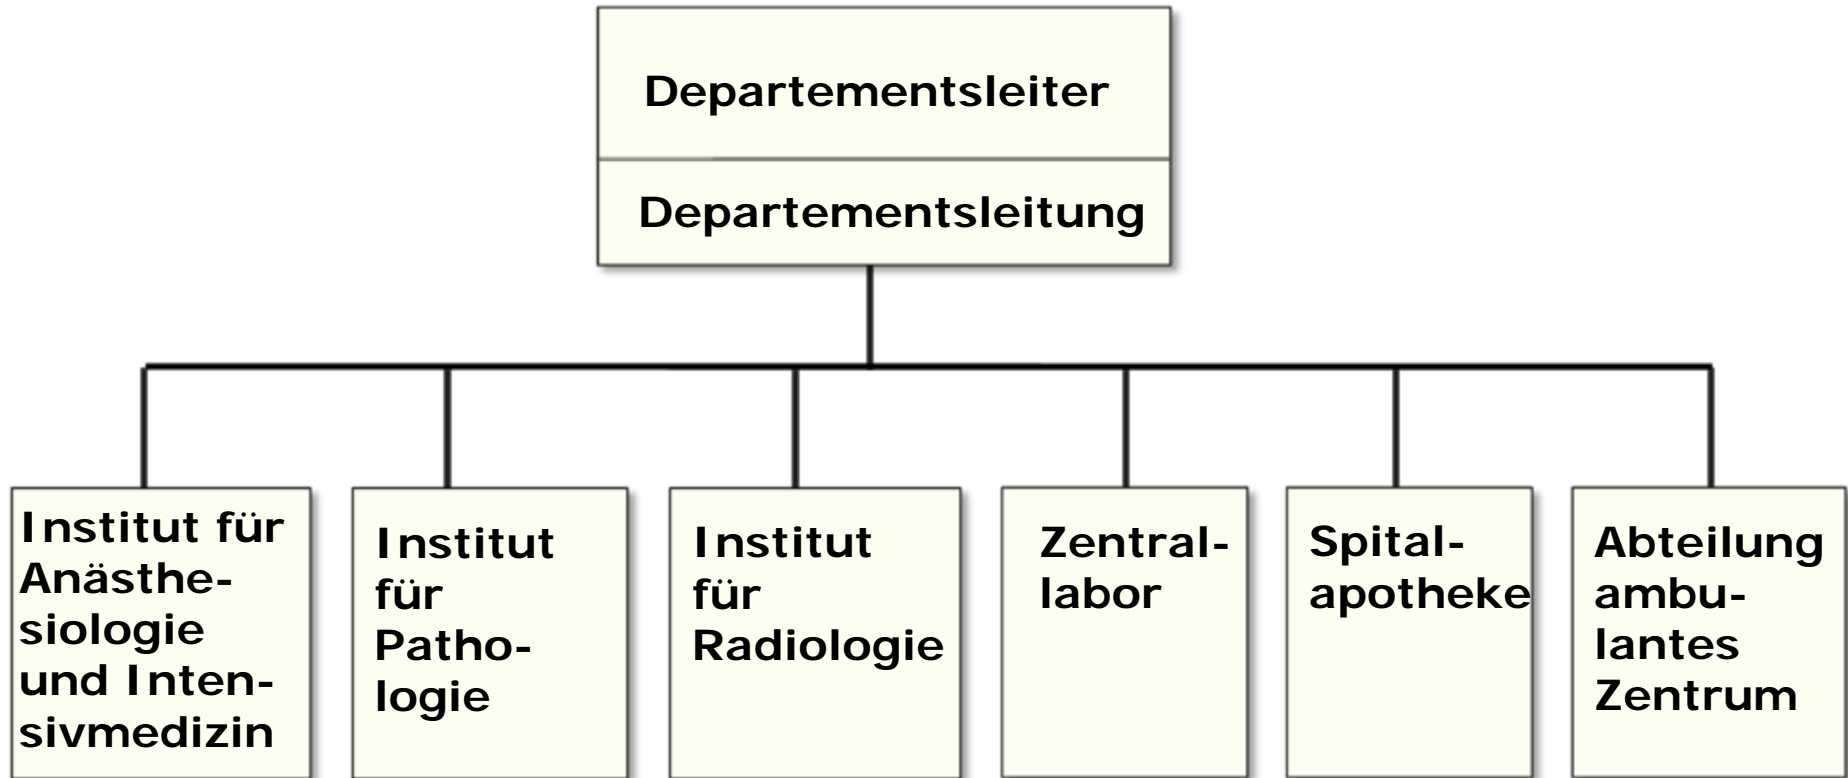 Departementsleiter
Departementsleitung
Institut für
Anästhe-
siologie
und Inten-
sivmedizin
Institut
für
Patho-
logie
Institut
für
Radiologie
Zentral-
labor
Spital-
apotheke
Abteilung
ambu-
lantes
Zentrum